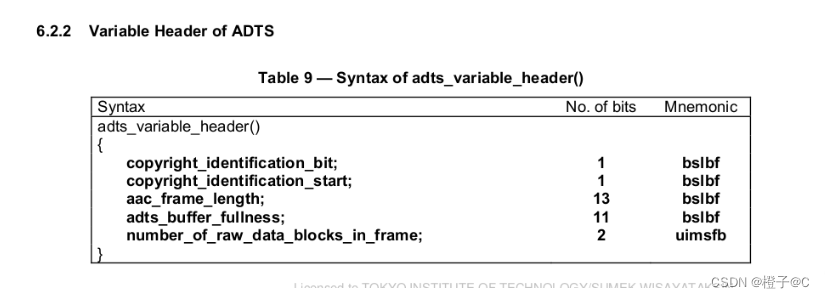 6.2.2 Variable Header of ADTS
Table 9 — Syntax of adts_variable_header()
Syntax No. of bits Mnemonic
adts_variable_header()
{
copyright_identification_bit; 1 bslbf
copyright_identification_start; 1 bslbf
aac_frame_length; 13 bslbf
adts_buffer_fullness; 11 bslbf
number_of_raw_data_blocks_in_frame; 2 uimsfb
}
Licensed to TOKYO INSTITUTE OF TECHNOLOGY/SUMEK WISAYATAK
CSDN @橙子@C